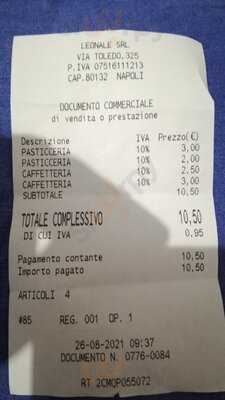 LEONALE SRL
VIA TOLEDO,325
P.IVA 07516111213
CAP.80132 NAPOLI
DOCUMENTO COMMERCIALE
di vendita o prestazione
Descrizione IVA Prezzo(€)
PASTICCERIA 10% 3,00
PASTICCERIA 10% 2,00
CAFFETTERIA 10% 2,50
CAFFETTERIA 10% 3,00
SUBTOTALE 10,50
TOTALE COMPLESSIVO 10,50
DI CUI IVA 0,95
Pagamento contante 10,50
Importo pagato 10,50
ARTICOLI 4
#85 REG. 001 OP. 1
26-08-2021 09:37
DOCUMENTO N. 0776-0084
RT 2CMOP055072